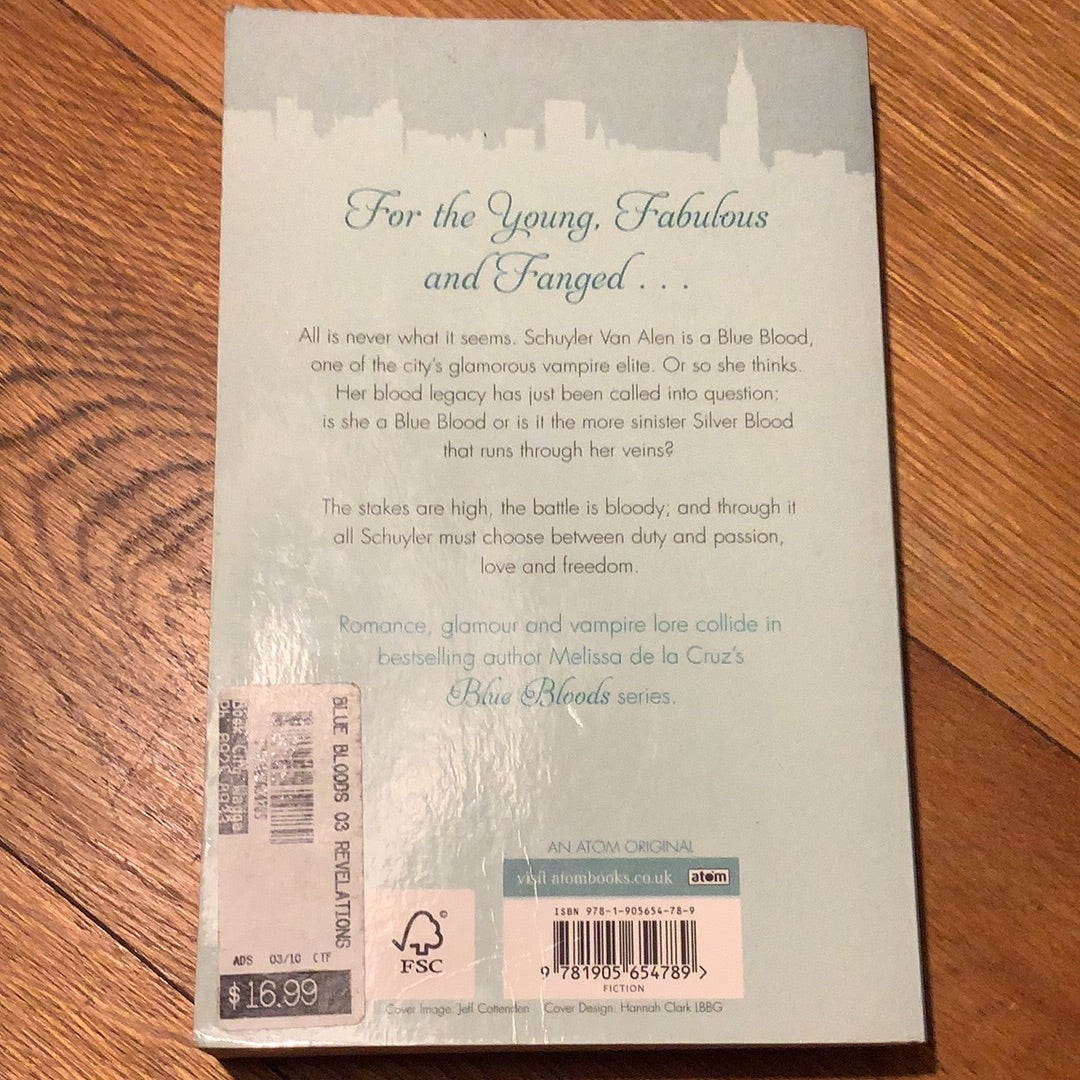 For the Young, Fabulous
and Fanged . . .
All is never what it seems. Schuyler Van Alen is a Blue Blood,
one of the city's glamorous vampire elite. Or so she thinks.
Her blood legacy has just been called into question:
is she a Blue Blood or is it the more sinister Silver Blood
that runs through her veins?
The stakes are high, the battle is bloody; and through it
all Schuyler must choose between duty and passion,
love and freedom.
Romance, glamour and vampire lore collide in
bestselling author Melissa de la Cruz's
Blue Bloods series.
BLUE BLOODS 03 REVELATIONS
ADS 03/10 CTF
$16.99
FSC
©
AN ATOM ORIGINAL
visit atombooks.co.uk atom
ISBN 978-1-905654-78-9
9 781905 654789 >
FICTION
Cover Image: Jeff Cottenden Cover Design: Hannah Clark LBBG